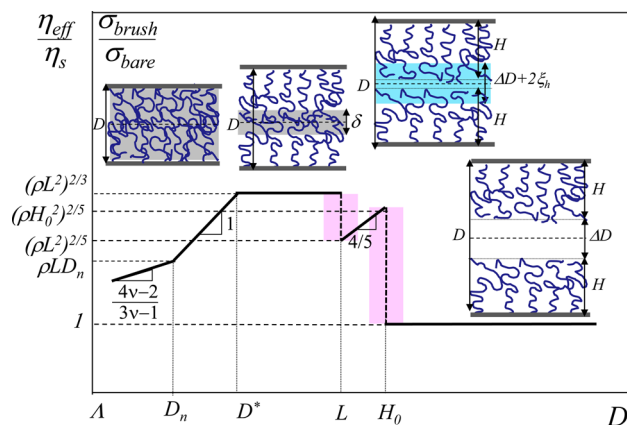 η_eff/η_s σ_brush/σ_bare
D
D δ
H
D ΔD+2ξ_h
H
(ρL²)^2/3
(ρH₀²)^2/5
(ρL²)^2/5
ρLD_n
1
1
4/5
4ν−2/3ν−1
H
D ΔD
H
Λ D_n D* L H₀ D